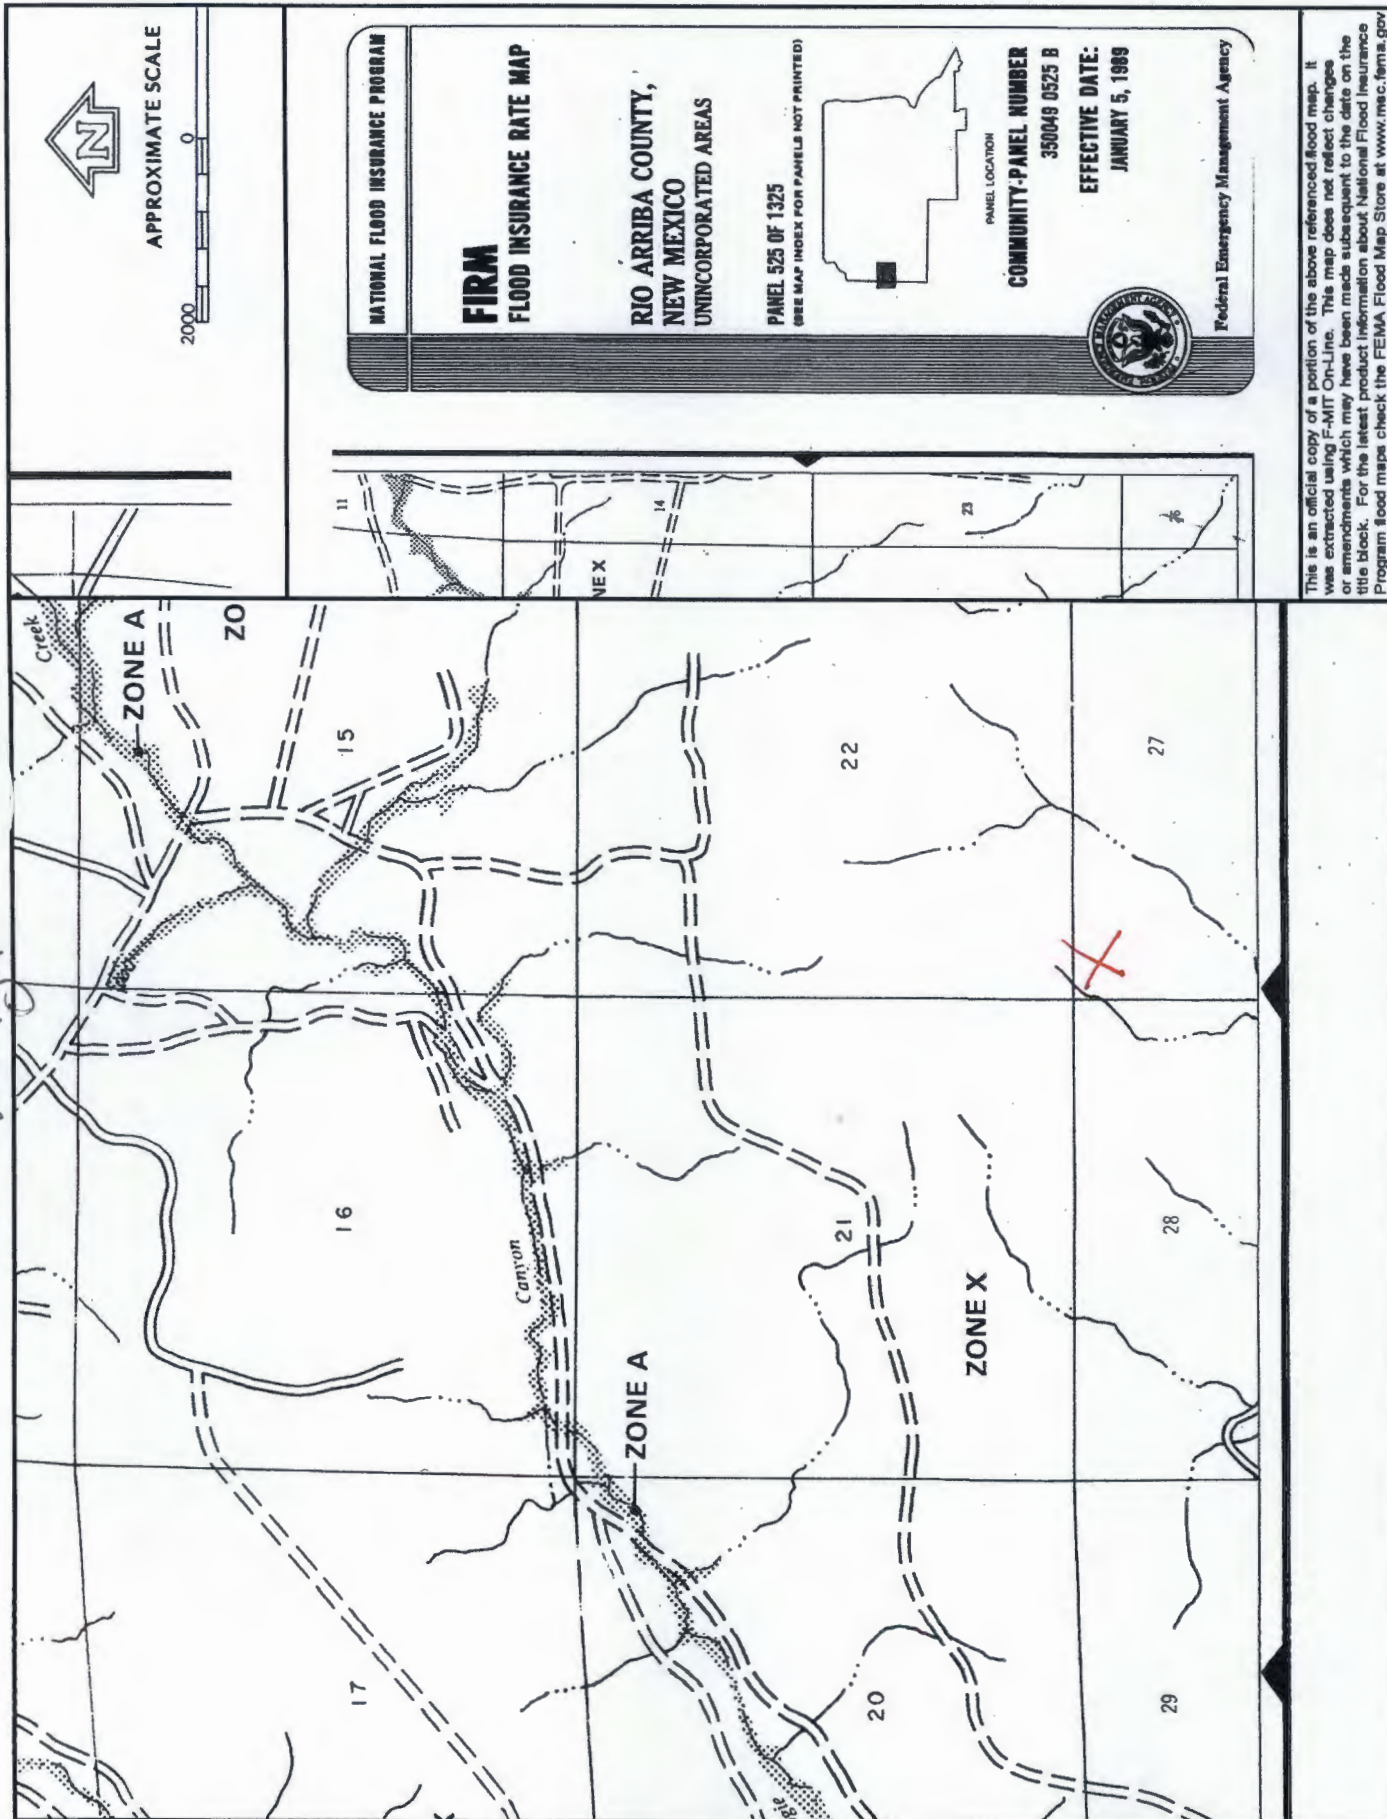 APPROXIMATE SCALE
2000 0
NATIONAL FLOOD INSURANCE PROGRAM
FIRM
FLOOD INSURANCE RATE MAP
RIO ARRIBA COUNTY,
NEW MEXICO
UNINCORPORATED AREAS
PANEL 525 OF 1325
(SEE MAP INDEX FOR PANELS NOT PRINTED)
PANEL LOCATION
COMMUNITY-PANEL NUMBER
350049 0525 B
EFFECTIVE DATE:
JANUARY 5, 1989
Federal Emergency Management Agency
This is an official copy of a portion of the above referenced flood map. It
was extracted using F-MIT On-Line. This map does not reflect changes
or amendments which may have been made subsequent to the date on the
title block. For the latest product information about National Flood Insurance
Program flood maps check the FEMA Flood Map Store at www.msc.fema.gov
N
11
14
NE X
23
26
Creek
ZONE A
ZO
15
22
27
16
Canyon
21
28
ZONE A
ZONE X
17
20
29